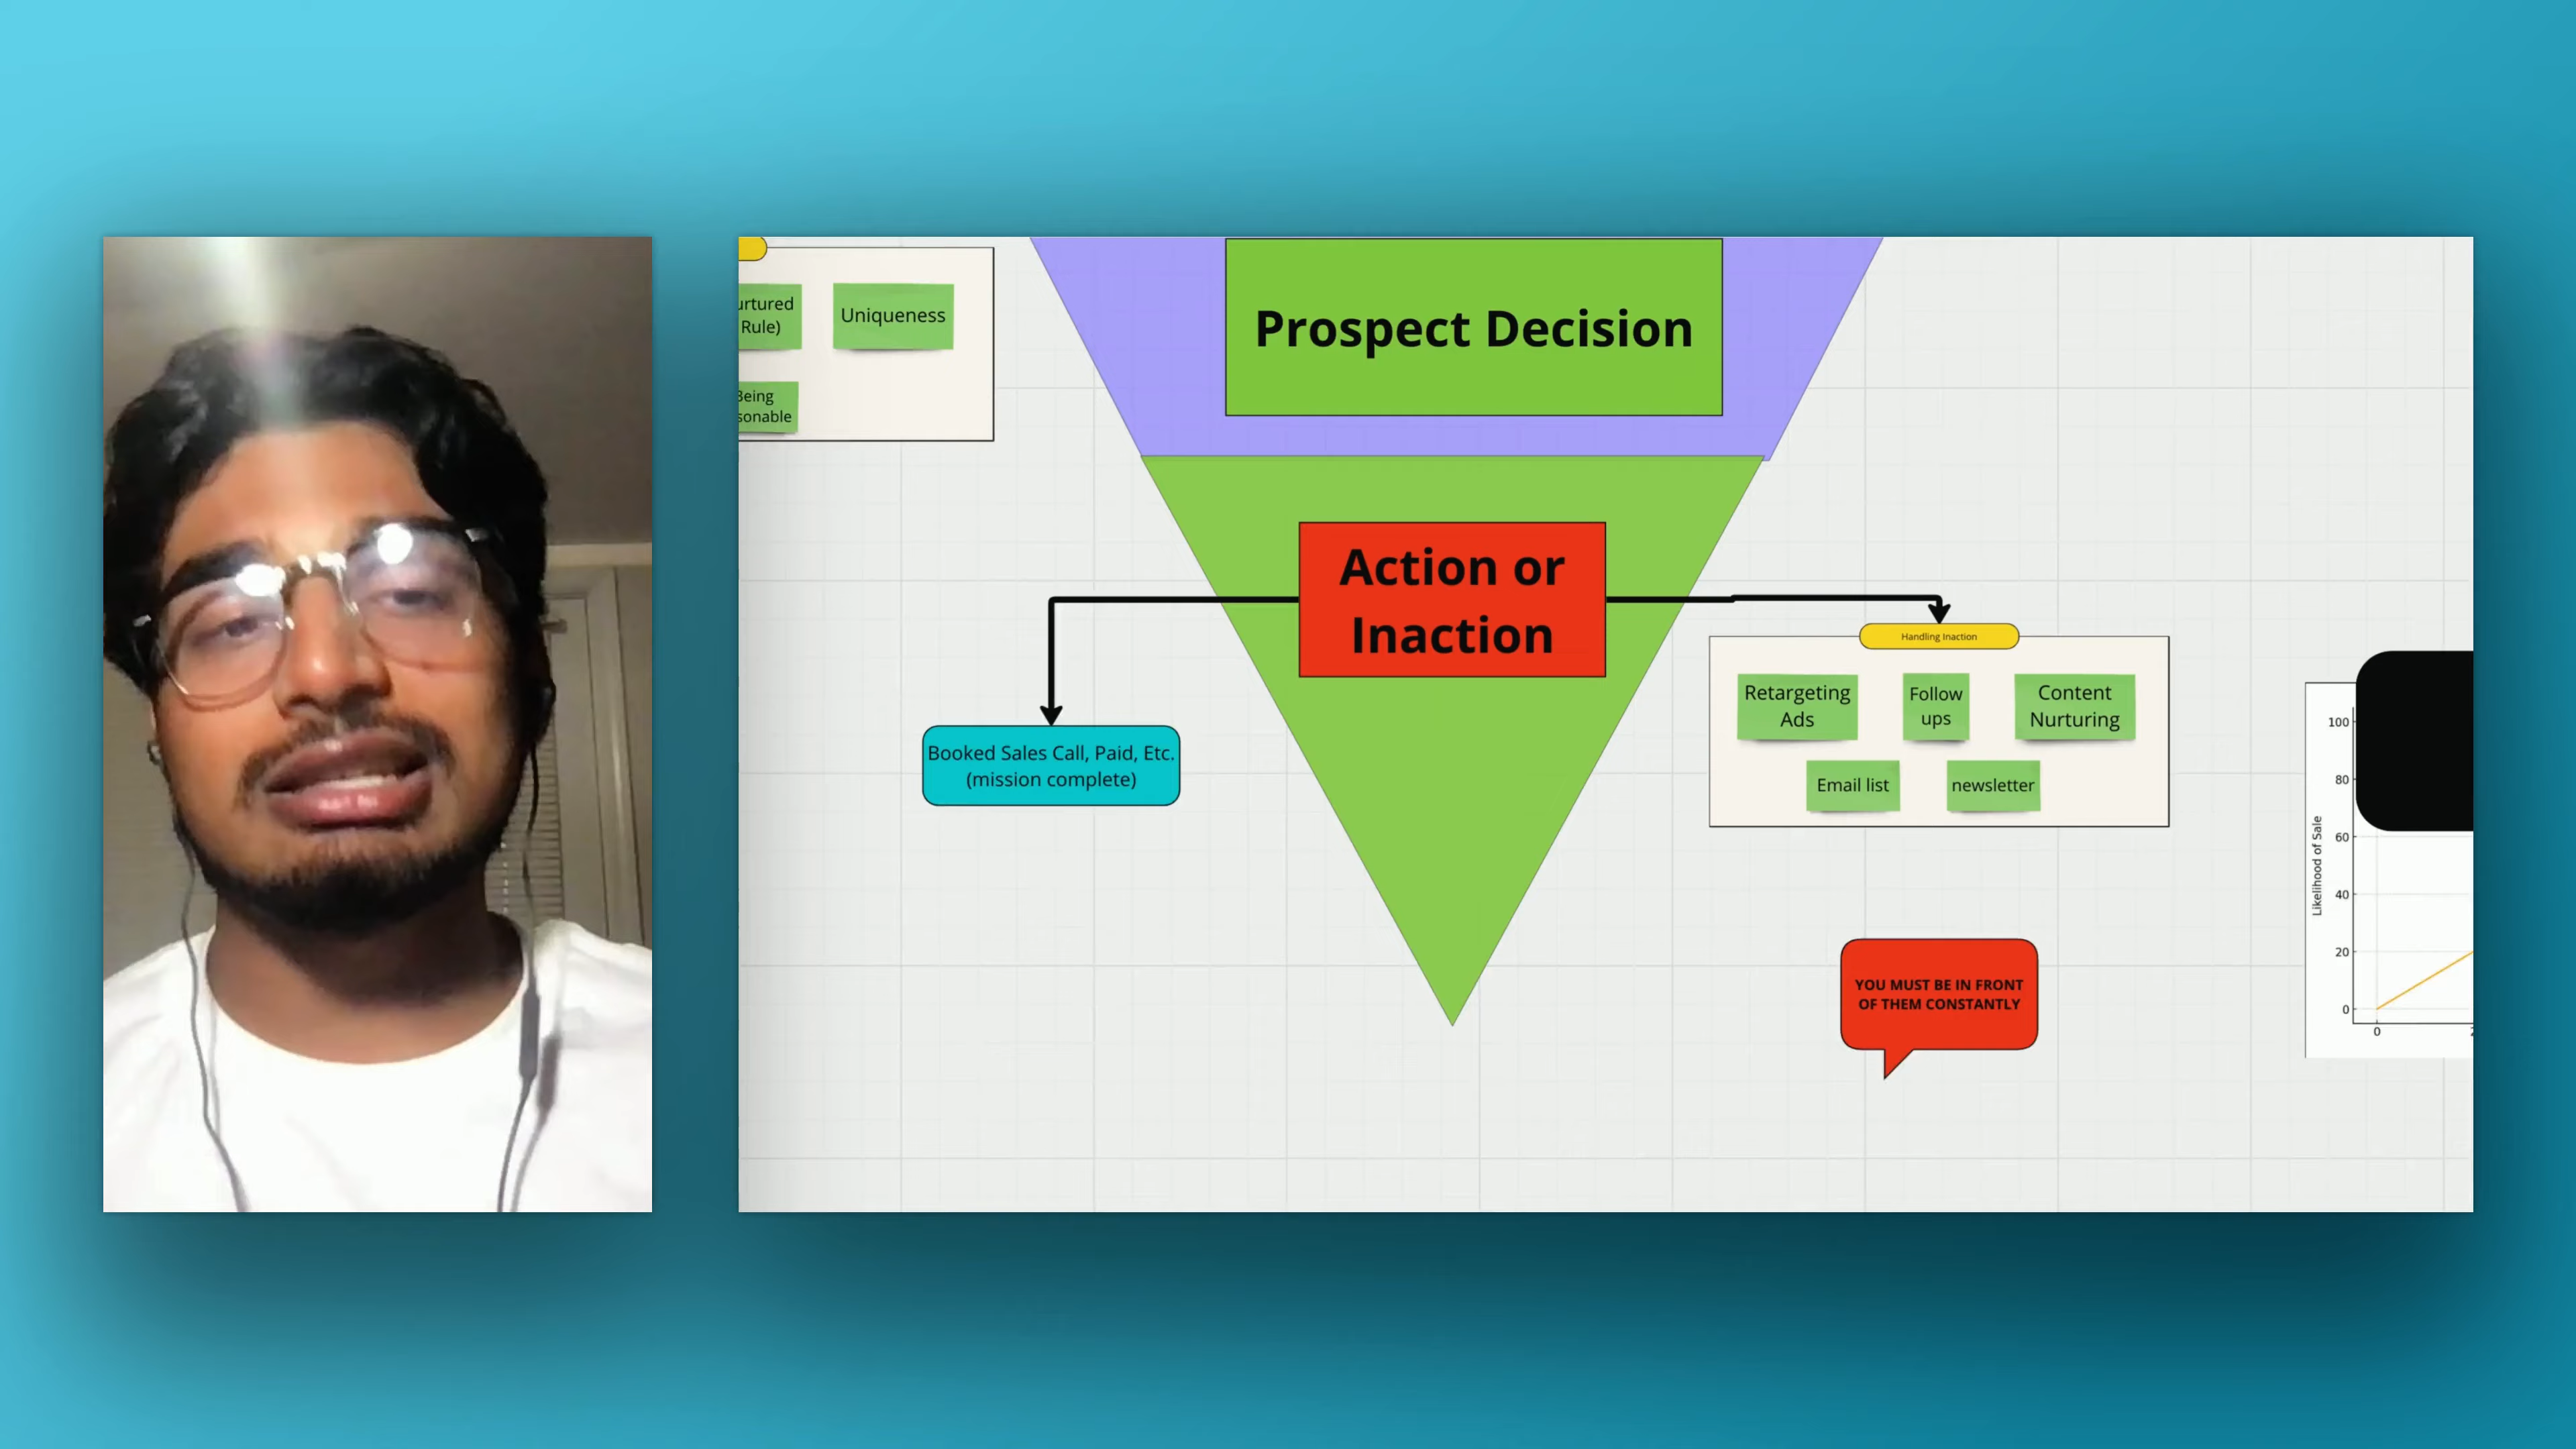 urtured
Rule)
Uniqueness
Being
sonable
Prospect Decision
Action or
Inaction
Booked Sales Call, Paid, Etc.
(mission complete)
Handling Inaction
Retargeting
Ads
Follow
ups
Content
Nurturing
Email list
newsletter
YOU MUST BE IN FRONT
OF THEM CONSTANTLY
Likelihood of Sale
100
80
60
40
20
0
0